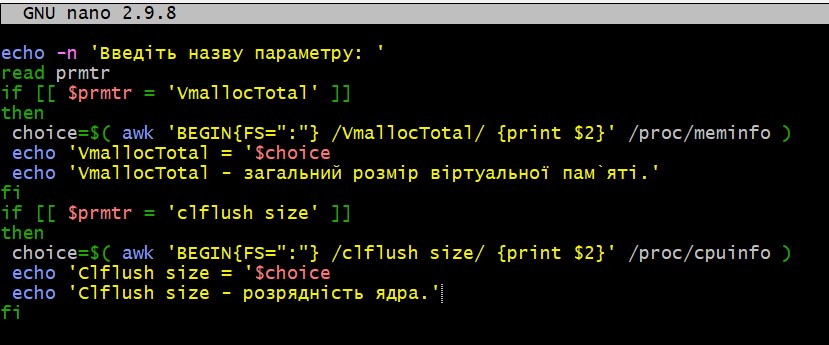 GNU nano 2.9.8
echo -n 'Введіть назву параметру: '
read prmtr
if [[ $prmtr = 'VmallocTotal' ]]
then
choice=$( awk 'BEGIN{FS=":"} /VmallocTotal/ {print $2}' /proc/meminfo )
echo 'VmallocTotal = '$choice
echo 'VmallocTotal - загальний розмір віртуальної пам`яті.'
fi
if [[ $prmtr = 'clflush size' ]]
then
choice=$( awk 'BEGIN{FS=":"} /clflush size/ {print $2}' /proc/cpuinfo )
echo 'Clflush size = '$choice
echo 'Clflush size - розрядність ядра.'
fi